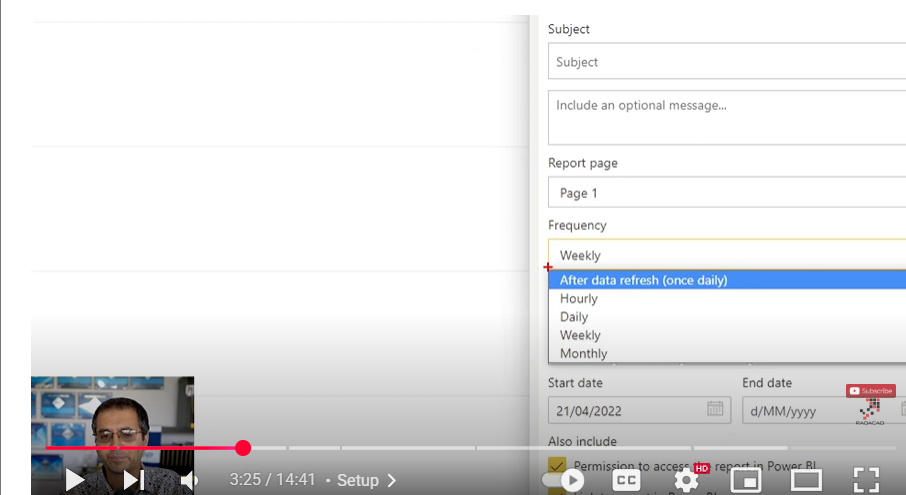 Subject
Subject
Include an optional message...
Report page
Page 1
Frequency
Weekly
After data refresh (once daily)
Hourly
Daily
Weekly
Monthly
Start date
End date
21/04/2022
d/MM/yyyy
Subscribe
RADACAD
Also include
Permission to access the report in Power BI
HD
3:25 / 14:41 • Setup
CC